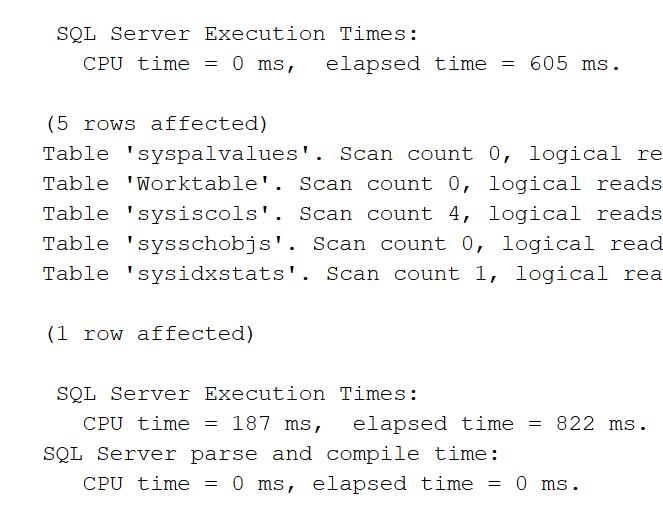 SQL Server Execution Times:
CPU time = 0 ms,  elapsed time = 605 ms.
(5 rows affected)
Table 'syspalvalues'. Scan count 0, logical re
Table 'Worktable'. Scan count 0, logical reads
Table 'sysiscols'. Scan count 4, logical reads
Table 'sysschobjs'. Scan count 0, logical read
Table 'sysidxstats'. Scan count 1, logical rea
(1 row affected)
SQL Server Execution Times:
CPU time = 187 ms,  elapsed time = 822 ms.
SQL Server parse and compile time:
CPU time = 0 ms, elapsed time = 0 ms.